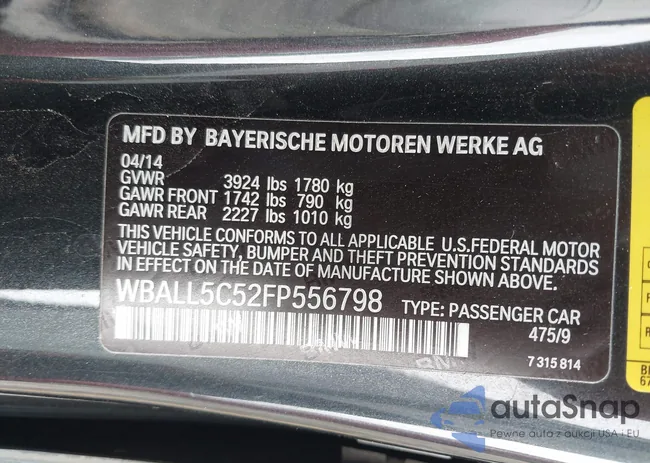 MFD BY BAYERISCHE MOTOREN WERKE AG
04/14
GVWR 3924 lbs 1780 kg
GAWR FRONT 1742 lbs 790 kg
GAWR REAR 2227 lbs 1010 kg
THIS VEHICLE CONFORMS TO ALL APPLICABLE U.S.FEDERAL MOTOR
VEHICLE SAFETY, BUMPER AND THEFT PREVENTION STANDARDS
IN EFFECT ON THE DATE OF MANUFACTURE SHOWN ABOVE.
WBALL5C52FP556798 TYPE: PASSENGER CAR
475/9
7 315 814
autoSnap
Pewne auta z aukcji USA i EU